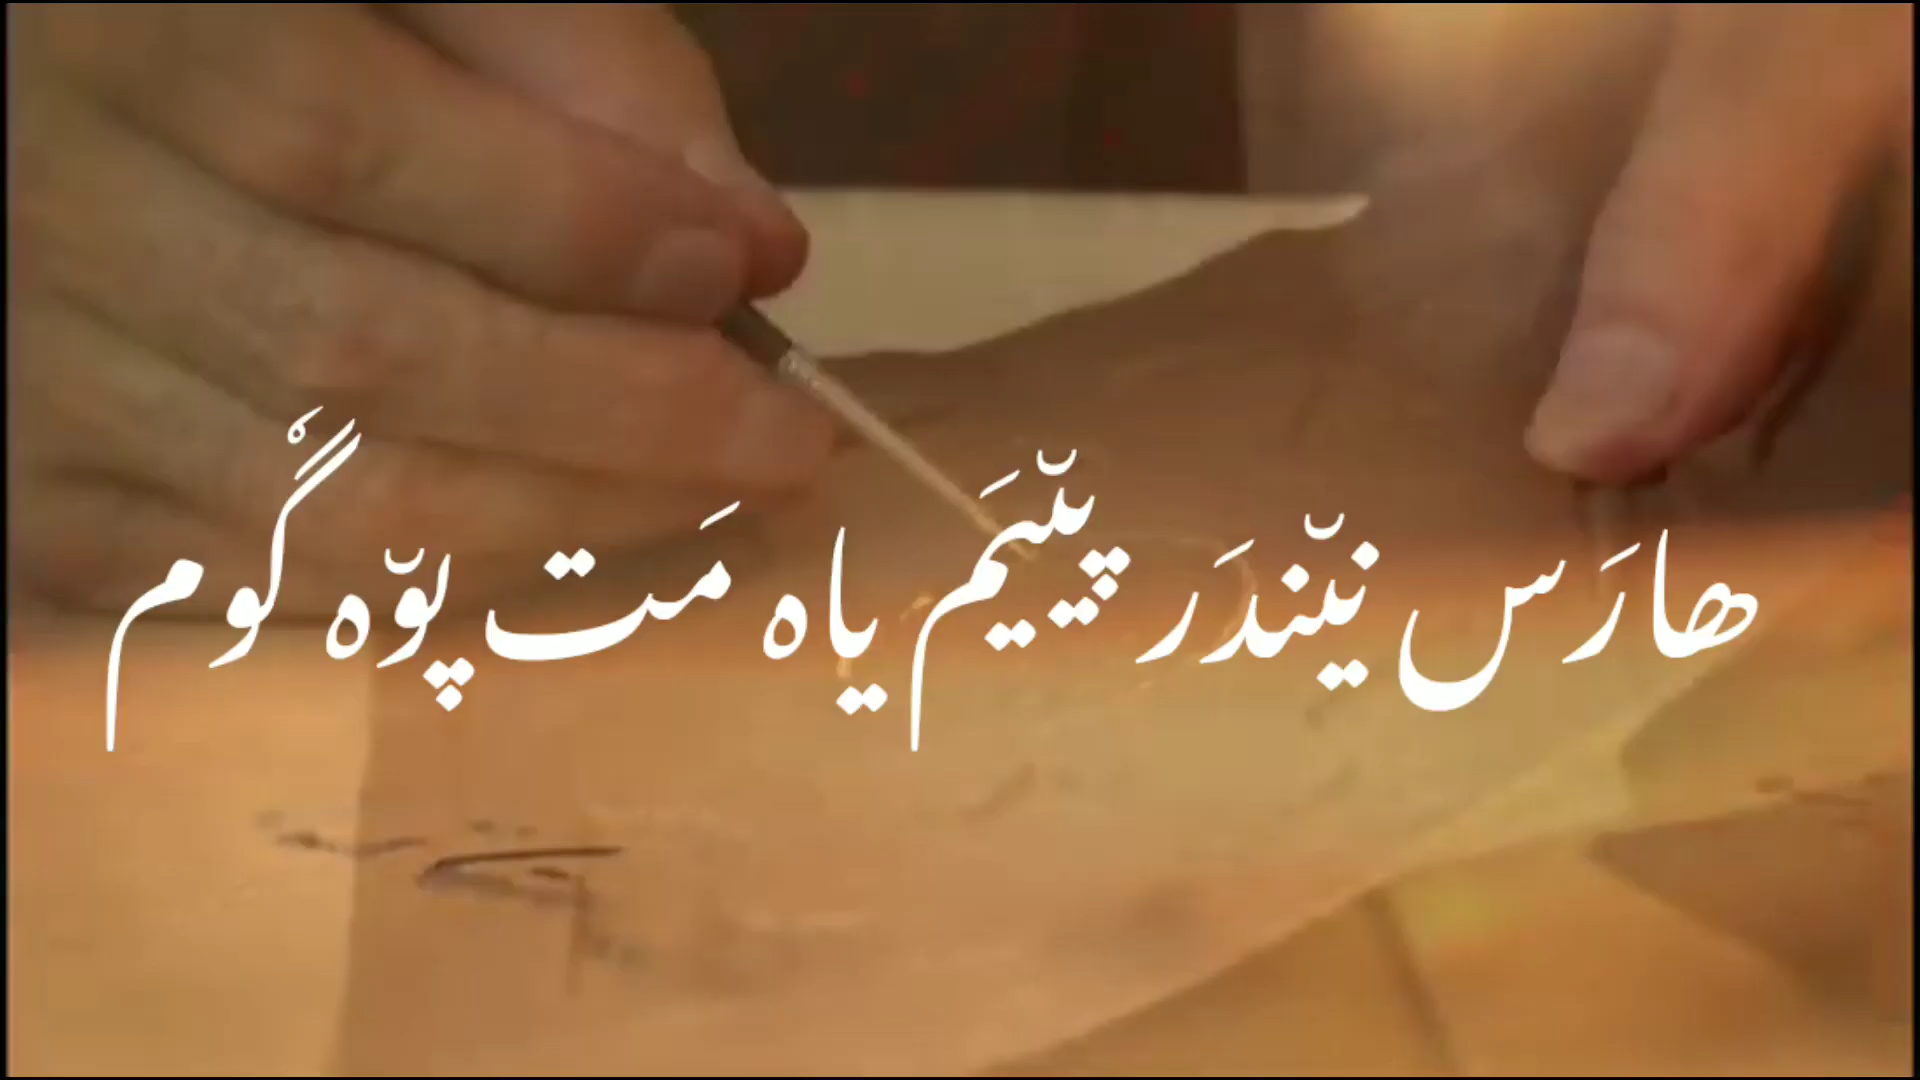 ھارَس نیٚندَر پیٚیَم یاہ مَت پوٚہ گوٗم